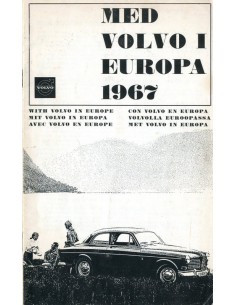 MED
VOLVO I
EUROPA
1967
VOLVO
WITH VOLVO IN EUROPE
MIT VOLVO IN EUROPA
AVEC VOLVO EN EUROPE
CON VOLVO EN EUROPA
VOLVOLLA EUROOPASSA
MET VOLVO IN EUROPA